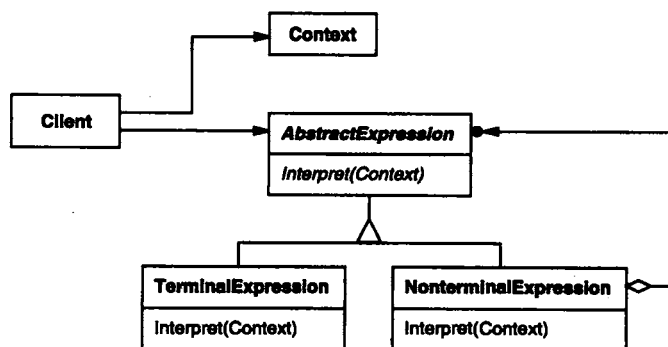 Context
Client
AbstractExpression
Interpret(Context)
TerminalExpression
Interpret(Context)
NonterminalExpression
Interpret(Context)